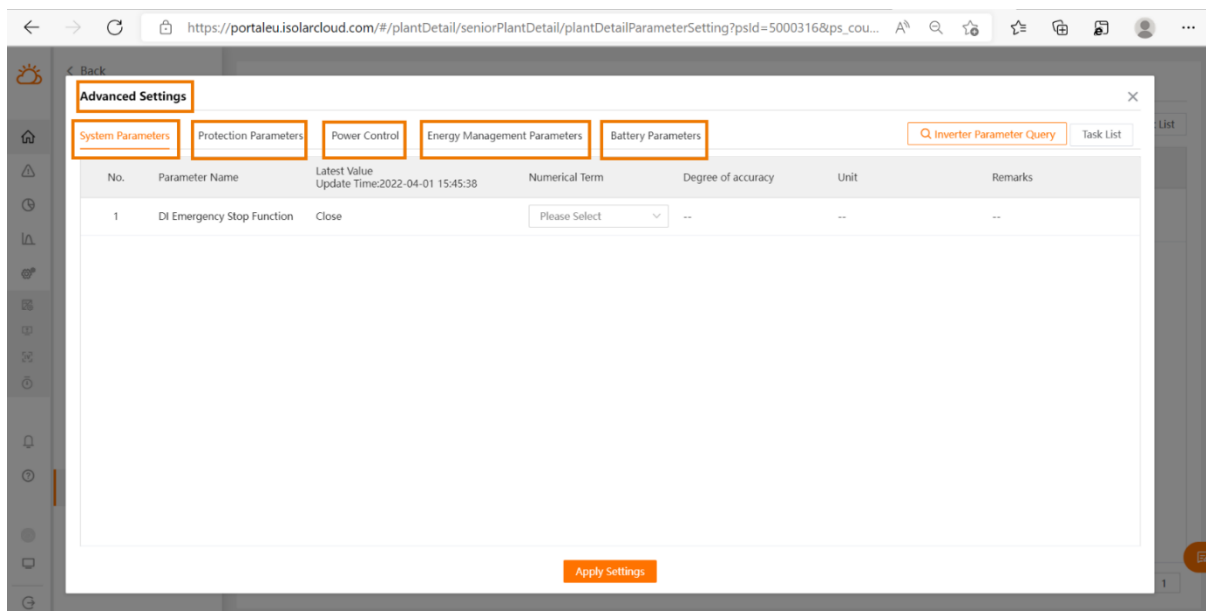 https://portaleu.isolarcloud.com/#/plantDetail/seniorPlantDetail/plantDetailParameterSetting?psId=5000316&ps_cou...
< Back
Advanced Settings
System Parameters Protection Parameters Power Control Energy Management Parameters Battery Parameters Inverter Parameter Query Task List
List
No. Parameter Name Latest Value Numerical Term Degree of accuracy Unit Remarks
Update Time:2022-04-01 15:45:38
1 DI Emergency Stop Function Close Please Select -- -- --
Apply Settings
1